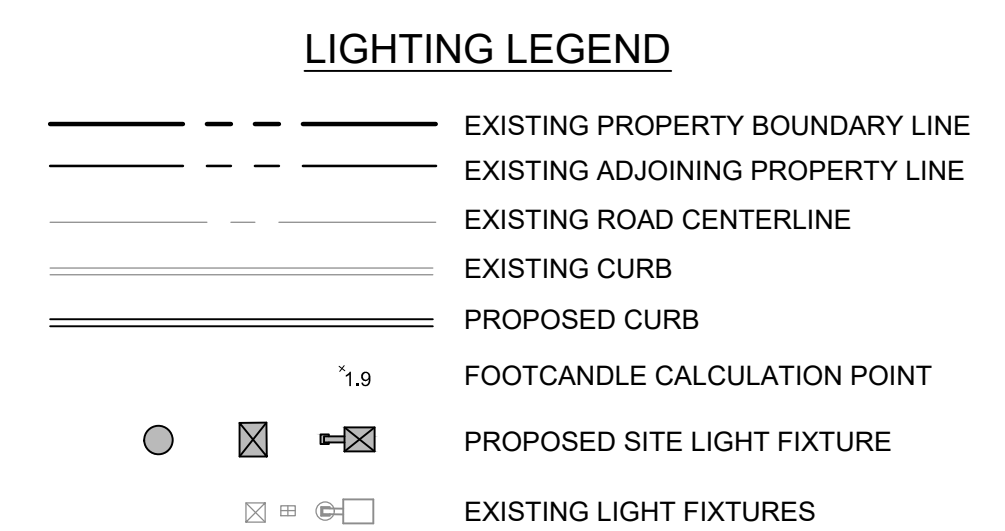 LIGHTING LEGEND
EXISTING PROPERTY BOUNDARY LINE
EXISTING ADJOINING PROPERTY LINE
EXISTING ROAD CENTERLINE
EXISTING CURB
PROPOSED CURB
×1.9 FOOTCANDLE CALCULATION POINT
PROPOSED SITE LIGHT FIXTURE
EXISTING LIGHT FIXTURES